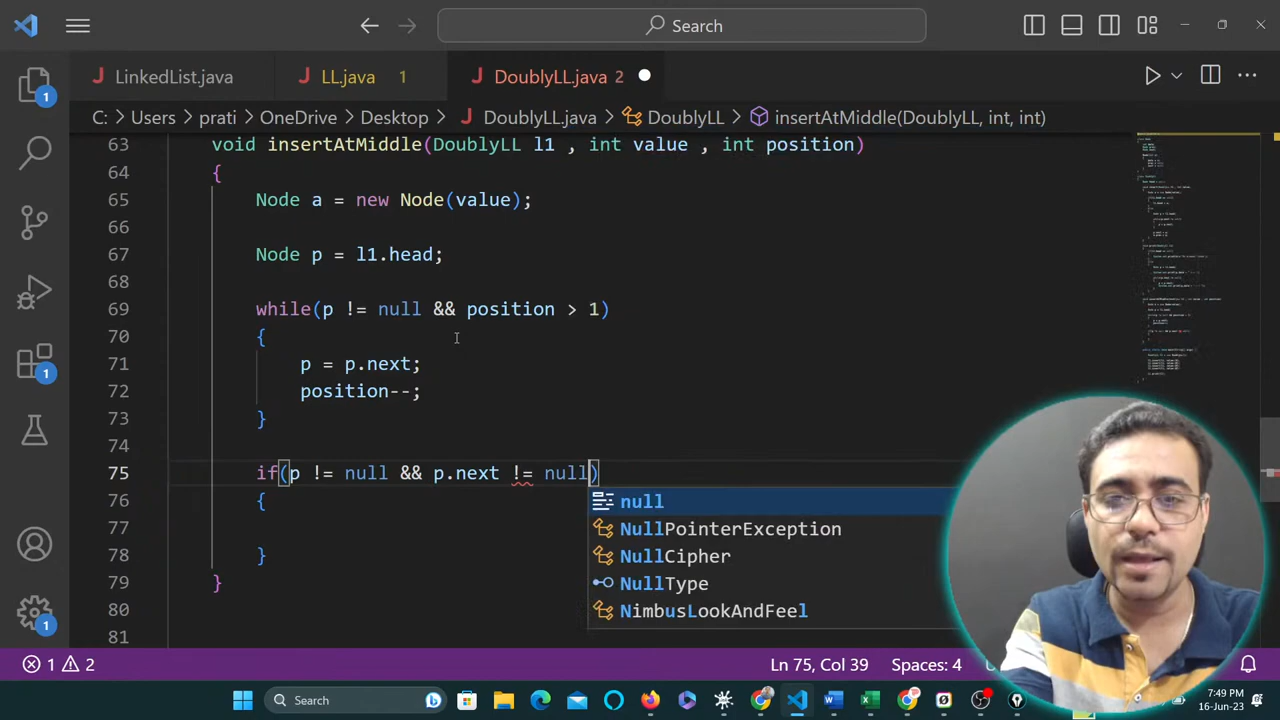 Search
LinkedList.java LL.java 1 DoublyLL.java 2
C: Users prati OneDrive Desktop DoublyLL.java DoublyLL insertAtMiddle(DoublyLL, int, int)
63 void insertAtMiddle(DoublyLL l1 , int value , int position)
64 {
65 Node a = new Node(value);
66
67 Node p = l1.head;
68
69 while(p != null && position > 1)
70 {
71 p = p.next;
72 position--;
73 }
74
75 if(p != null && p.next != null)
76 {
77
78 }
79 }
80
81
null
NullPointerException
NullCipher
NullType
NimbusLookAndFeel
1
1
1
1 2 Ln 75, Col 39 Spaces: 4
Search 7:49 PM
16-Jun-23